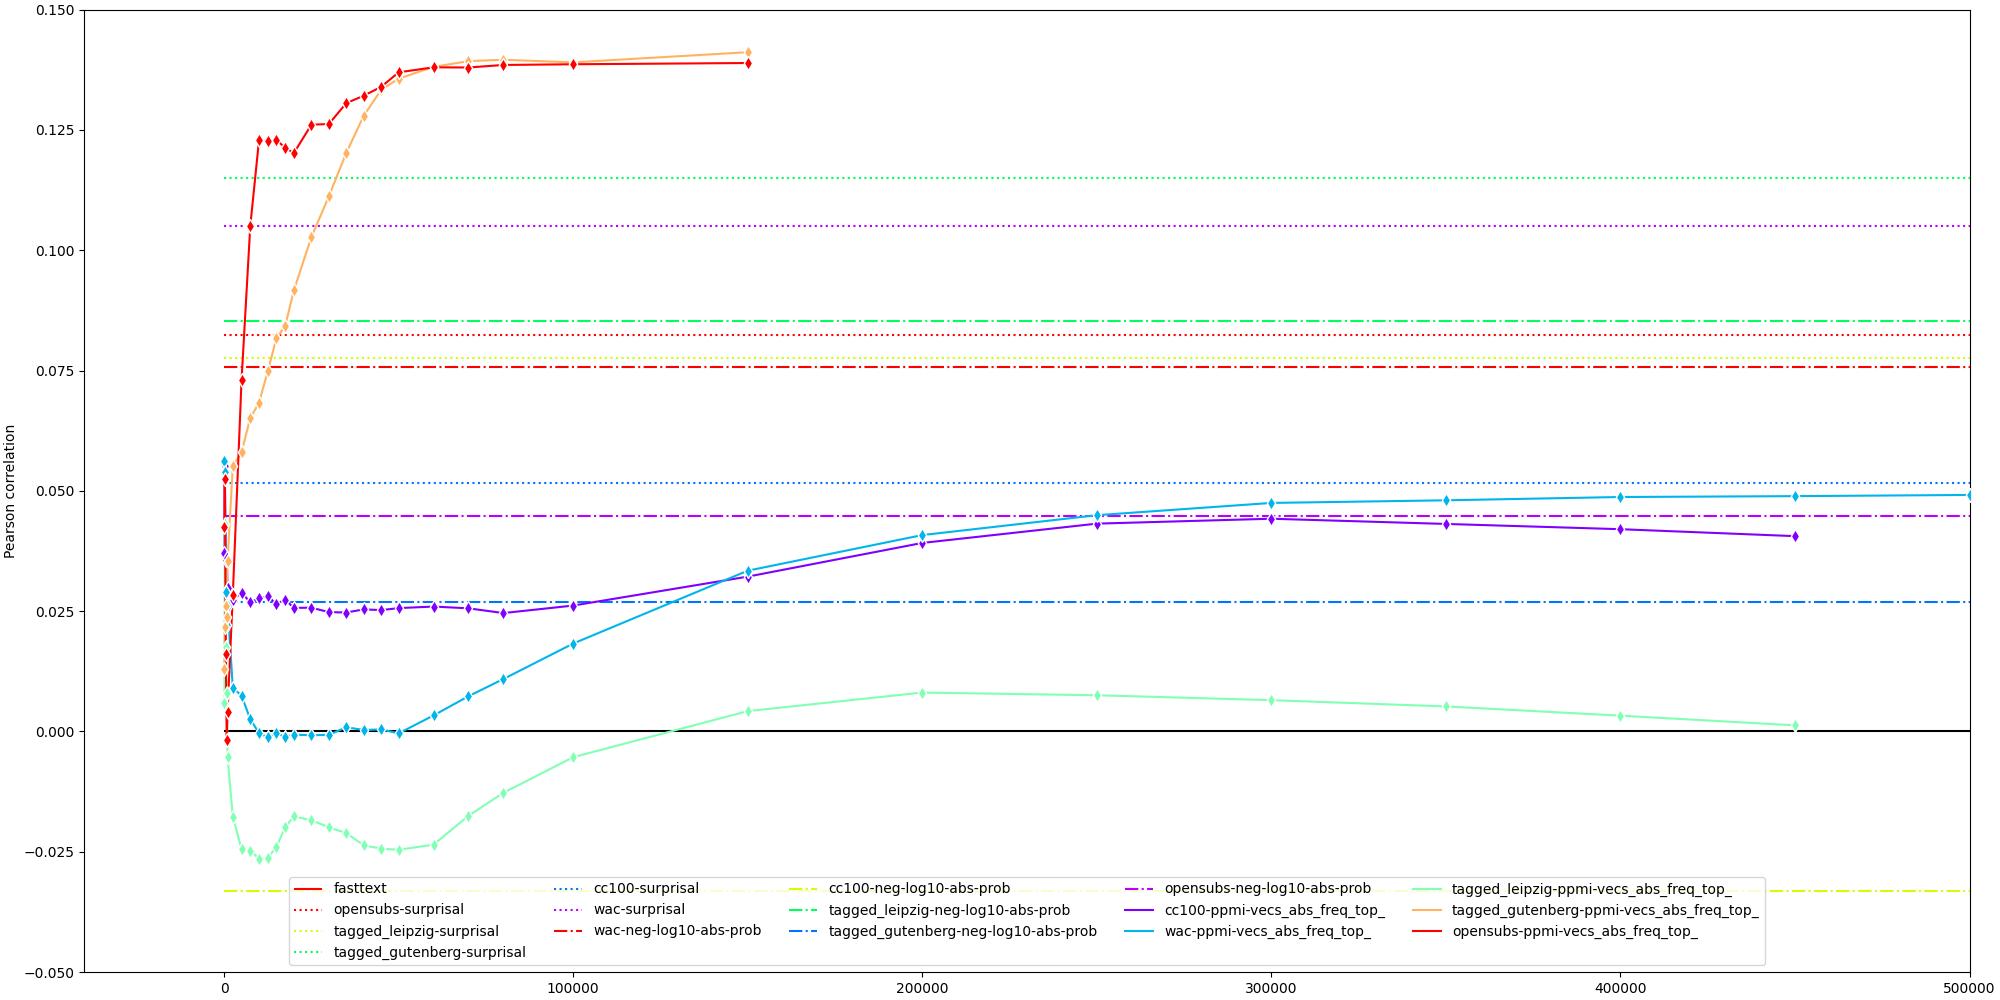 0.150
0.125
0.100
0.075
0.050
0.025
0.000
−0.025
−0.050
Pearson correlation
fasttext
opensubs-surprisal
tagged_leipzig-surprisal
tagged_gutenberg-surprisal
cc100-surprisal
wac-surprisal
wac-neg-log10-abs-prob
cc100-neg-log10-abs-prob
tagged_leipzig-neg-log10-abs-prob
tagged_gutenberg-neg-log10-abs-prob
opensubs-neg-log10-abs-prob
cc100-ppmi-vecs_abs_freq_top_
wac-ppmi-vecs_abs_freq_top_
tagged_leipzig-ppmi-vecs_abs_freq_top_
tagged_gutenberg-ppmi-vecs_abs_freq_top_
opensubs-ppmi-vecs_abs_freq_top_
0 100000 200000 300000 400000 500000